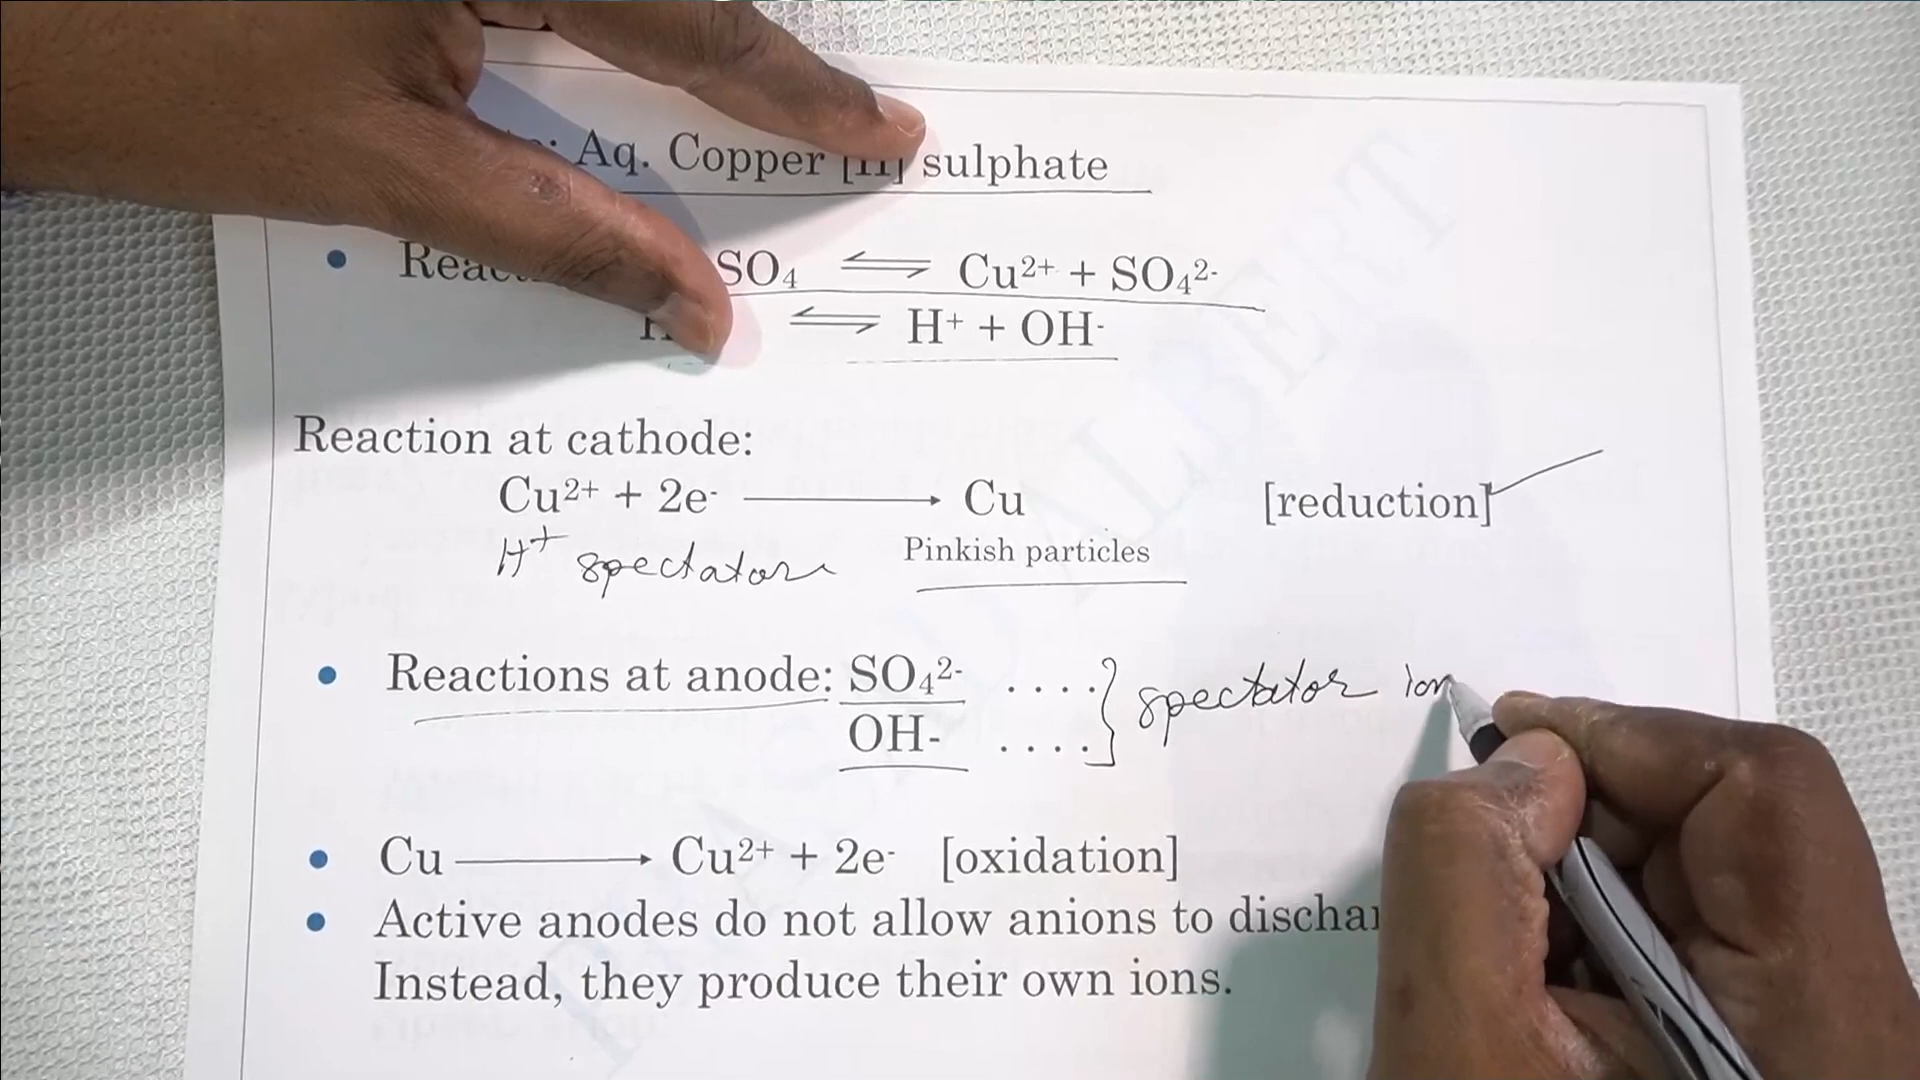 : Aq. Copper [II] sulphate
• SO₄ ⇌ Cu²⁺ + SO₄²⁻
⇌ H⁺ + OH⁻
Reaction at cathode:
Cu²⁺ + 2e⁻ → Cu [reduction]
H⁺ spectator Pinkish particles
• Reactions at anode: SO₄²⁻ .... } spectator ion
OH- ....
• Cu → Cu²⁺ + 2e⁻ [oxidation]
• Active anodes do not allow anions to
Instead, they produce their own ions.